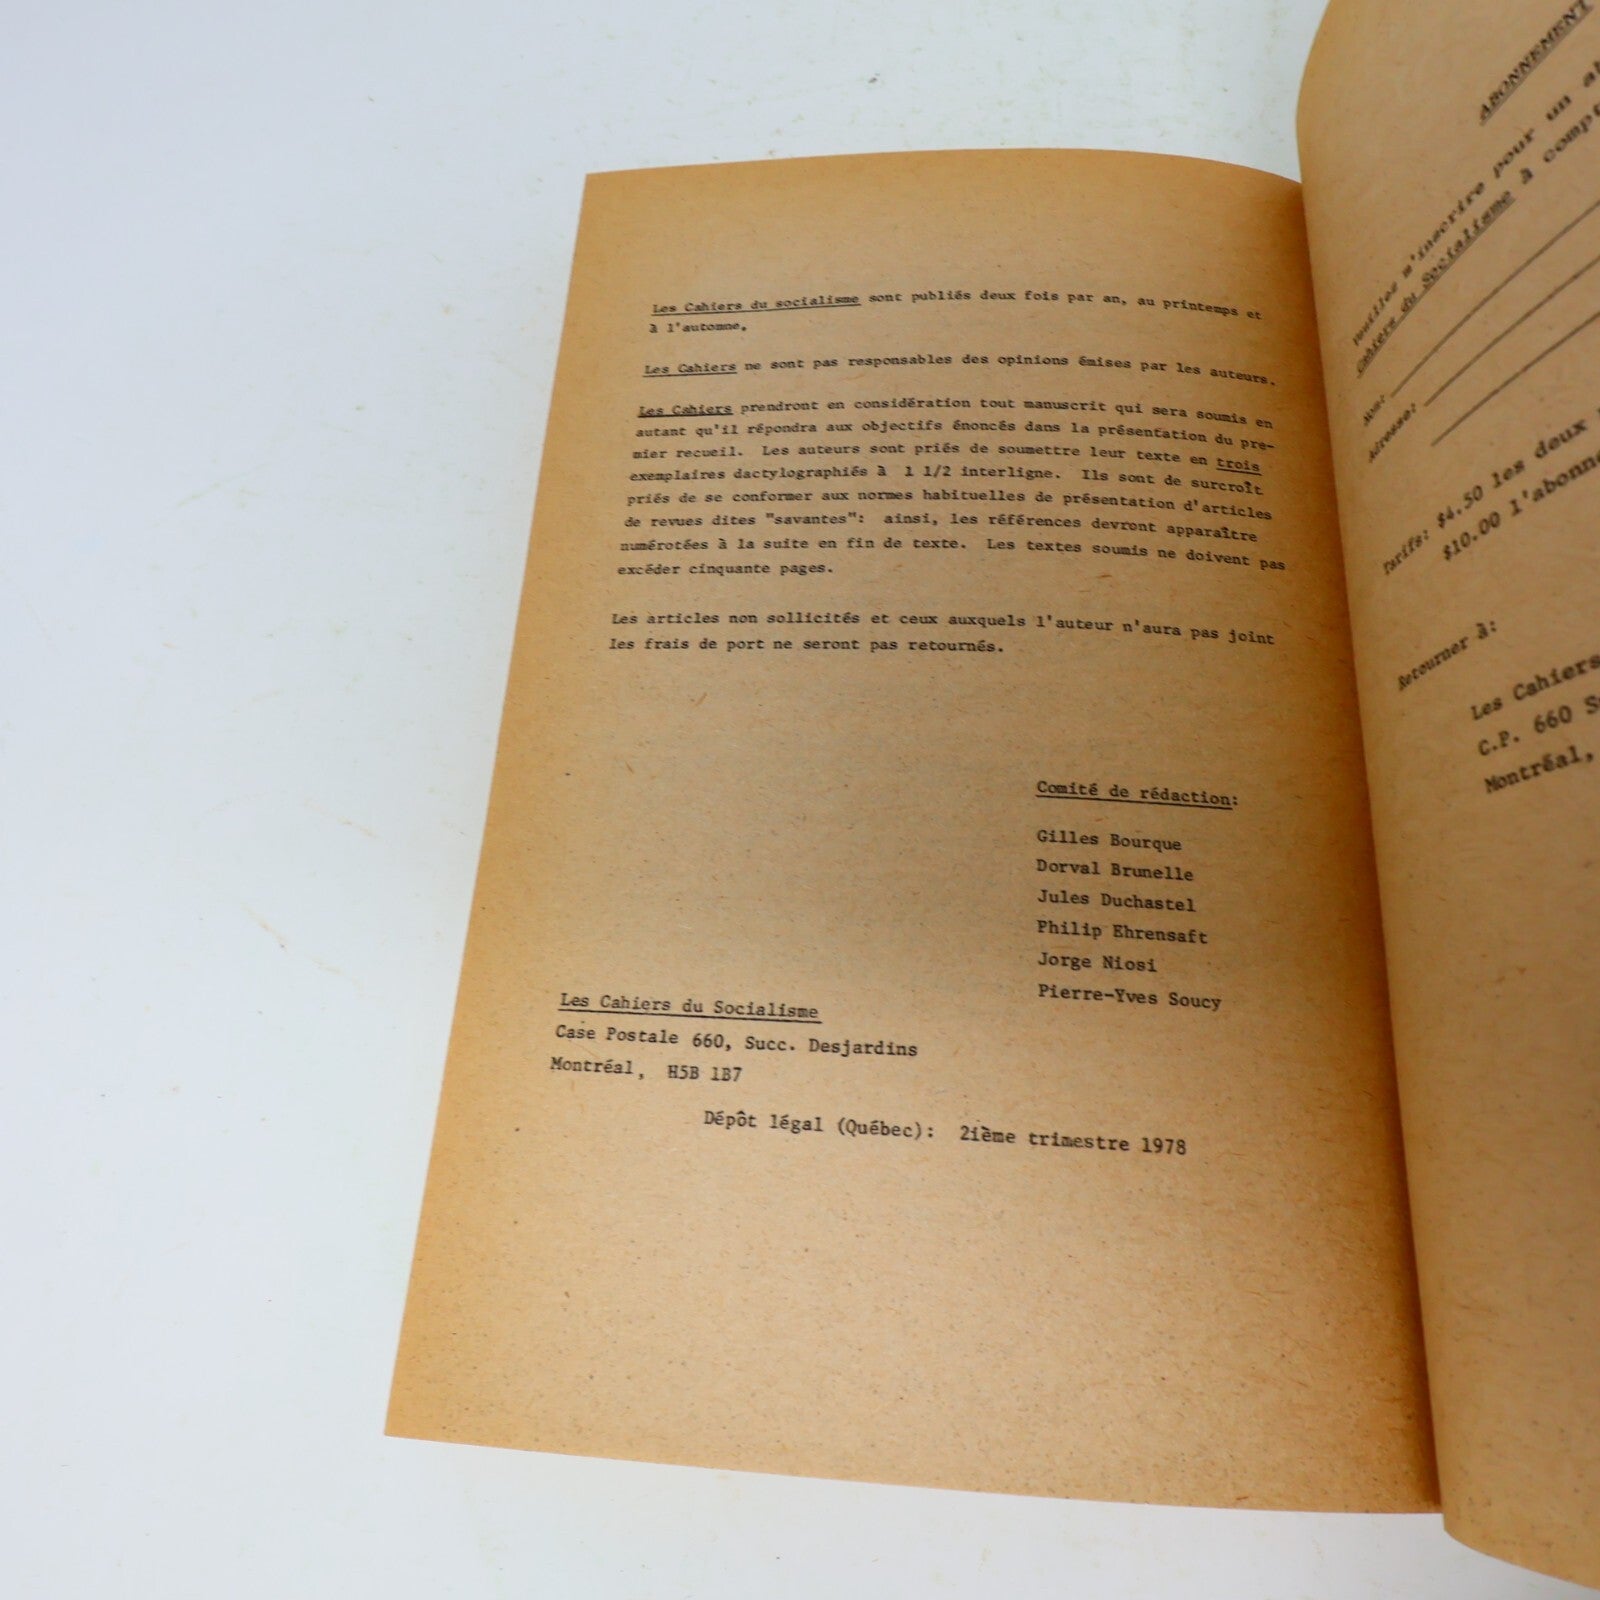 Les Cahiers du socialisme sont publiés deux fois par an, au printemps et
à l'automne.
Les Cahiers ne sont pas responsables des opinions émises par les auteurs.
Les Cahiers prendront en considération tout manuscrit qui sera soumis en
autant qu'il répondra aux objectifs énoncés dans la présentation du pre-
mier recueil. Les auteurs sont priés de soumettre leur texte en trois
exemplaires dactylographiés à 1 1/2 interligne. Ils sont de surcroît
priés de se conformer aux normes habituelles de présentation d'articles
de revues dites "savantes": ainsi, les références devront apparaître
numérotées à la suite en fin de texte. Les textes soumis ne doivent pas
excéder cinquante pages.
Les articles non sollicités et ceux auxquels l'auteur n'aura pas joint
les frais de port ne seront pas retournés.
Comité de rédaction:
Gilles Bourque
Dorval Brunelle
Jules Duchastel
Philip Ehrensaft
Jorge Niosi
Pierre-Yves Soucy
Les Cahiers du Socialisme
Case Postale 660, Succ. Desjardins
Montréal, H5B 1B7
Dépôt légal (Québec): 2ième trimestre 1978
ABONNEMENT
s'inscrire pour un
Cahiers du Socialisme à
Nom:
Adresse:
Tarifs: $4.50 les deux
$10.00
Retourner à:
Les Cahiers
C.P. 660
Montréal,